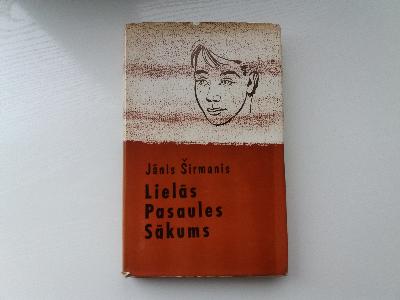 Jānis Širmanis
Lielās
Pasaules
Sākums